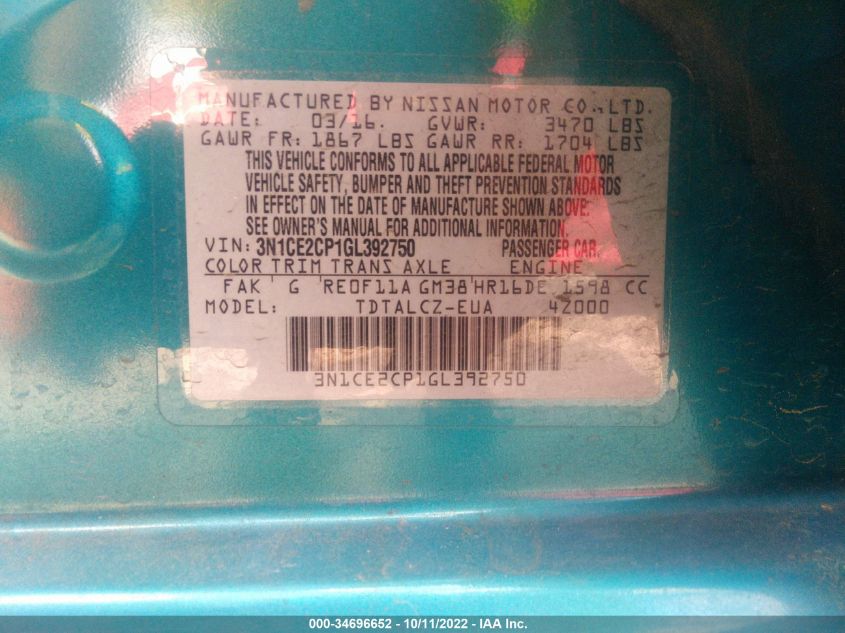 MANUFACTURED BY NISSAN MOTOR CO., LTD.
DATE: 03/16. GVWR: 3470 LBS
GAWR FR: 1867 LBS GAWR RR: 1704 LBS
THIS VEHICLE CONFORMS TO ALL APPLICABLE FEDERAL MOTOR
VEHICLE SAFETY, BUMPER AND THEFT PREVENTION STANDARDS
IN EFFECT ON THE DATE OF MANUFACTURE SHOWN ABOVE.
SEE OWNER'S MANUAL FOR ADDITIONAL INFORMATION.
VIN: 3N1CE2CP1GL392750 PASSENGER CAR.
COLOR TRIM TRANS AXLE ENGINE
FAK G RE0F11A GM38 HR16DE 1598 CC
MODEL: TDTALCZ-EUA 4Z000
3N1CE2CP1GL392750
000-34696652 - 10/11/2022 - IAA Inc.